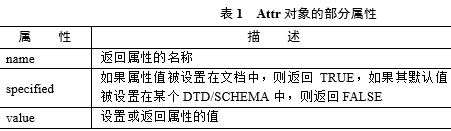 表 1 Attr 对象的部分属性
属 性 描 述
name 返回属性的名称
specified 如果属性值被设置在文档中，则返回 TRUE，如果其默认值
被设置在某个 DTD/SCHEMA 中，则返回 FALSE
value 设置或返回属性的值